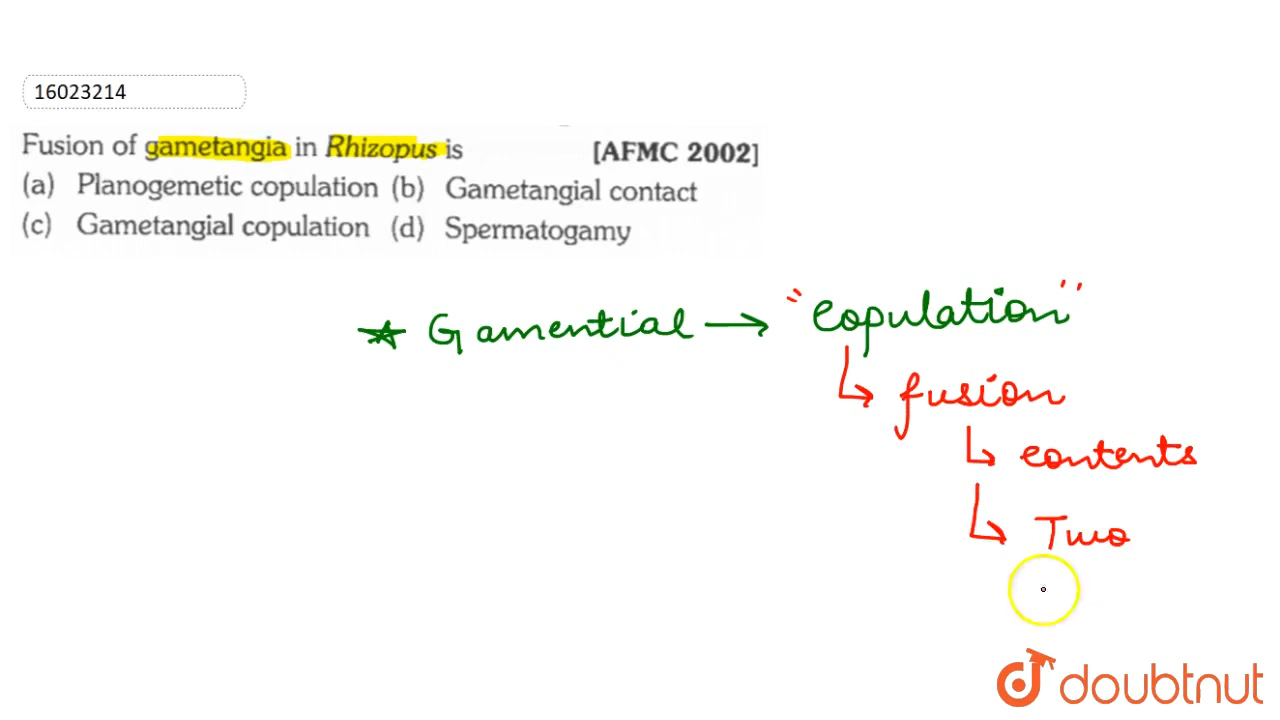 16023214
Fusion of gametangia in Rhizopus is [AFMC 2002]
(a) Planogemetic copulation (b) Gametangial contact
(c) Gametangial copulation (d) Spermatogamy
Gamential → "copulation"
↳ fusion
↳ contents
↳ Two
doubtnut